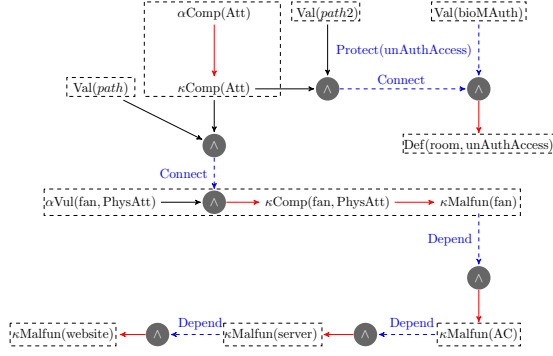 αComp(Att)
Val(path2)
Val(bioMAuth)
Protect(unAuthAccess)
Val(path)
κComp(Att)
Connect
∧
∧
∧
Def(room, unAuthAccess)
Connect
αVul(fan, PhysAtt)
∧
κComp(fan, PhysAtt)
κMalfun(fan)
Depend
∧
κMalfun(website)
∧
Depend
κMalfun(server)
∧
Depend
κMalfun(AC)